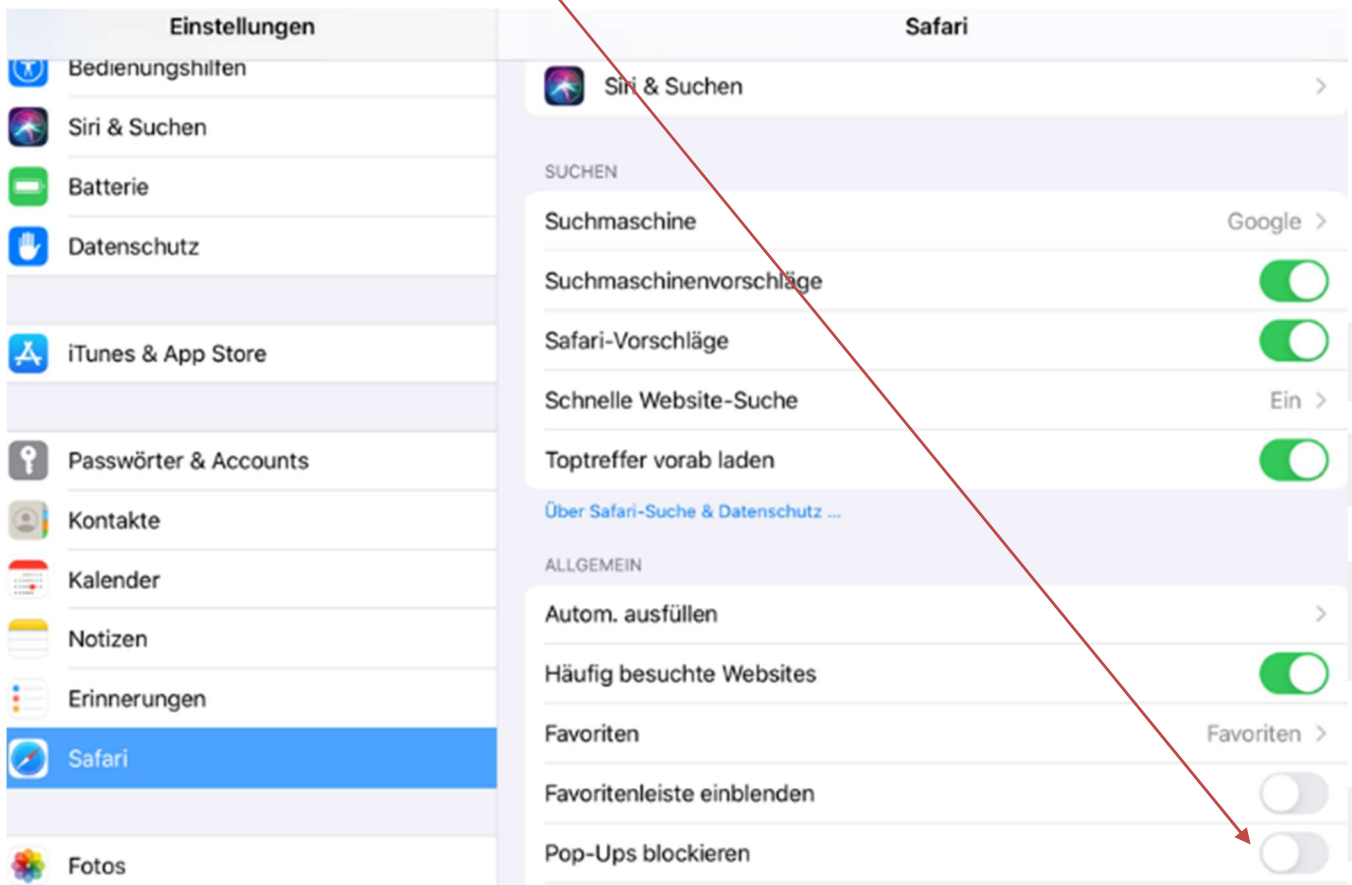 Einstellungen
Bedienungshilfen
Siri & Suchen
Batterie
Datenschutz
iTunes & App Store
Passwörter & Accounts
Kontakte
Kalender
Notizen
Erinnerungen
Safari
Fotos
Safari
Siri & Suchen
SUCHEN
Suchmaschine Google
Suchmaschinenvorschläge
Safari-Vorschläge
Schnelle Website-Suche Ein
Toptreffer vorab laden
Über Safari-Suche & Datenschutz ...
ALLGEMEIN
Autom. ausfüllen
Häufig besuchte Websites
Favoriten Favoriten
Favoritenleiste einblenden
Pop-Ups blockieren